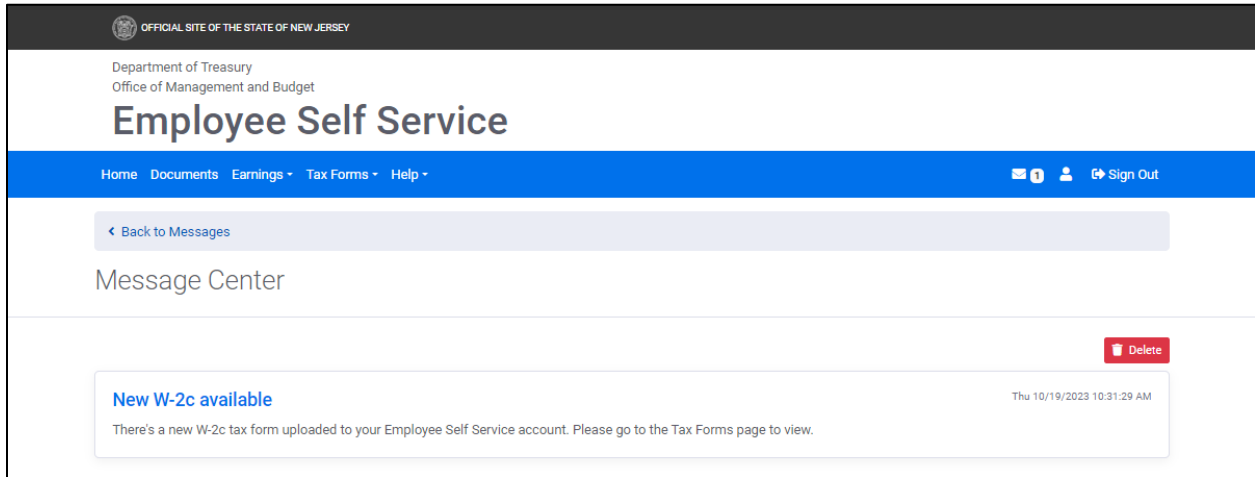 OFFICIAL SITE OF THE STATE OF NEW JERSEY
Department of Treasury
Office of Management and Budget
Employee Self Service
Home Documents Earnings Tax Forms Help 1 Sign Out
Back to Messages
Message Center
Delete
New W-2c available Thu 10/19/2023 10:31:29 AM
There's a new W-2c tax form uploaded to your Employee Self Service account. Please go to the Tax Forms page to view.